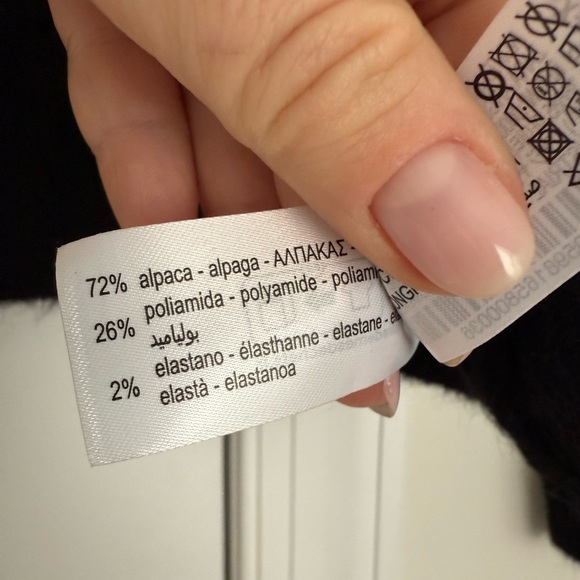 72% alpaca - alpaga - ΑΛΠΑΚΑΣ -
26% poliamida - polyamide - poliamid
بولياميد
2% elastano - élasthanne - elastane -
elastà - elastanoa